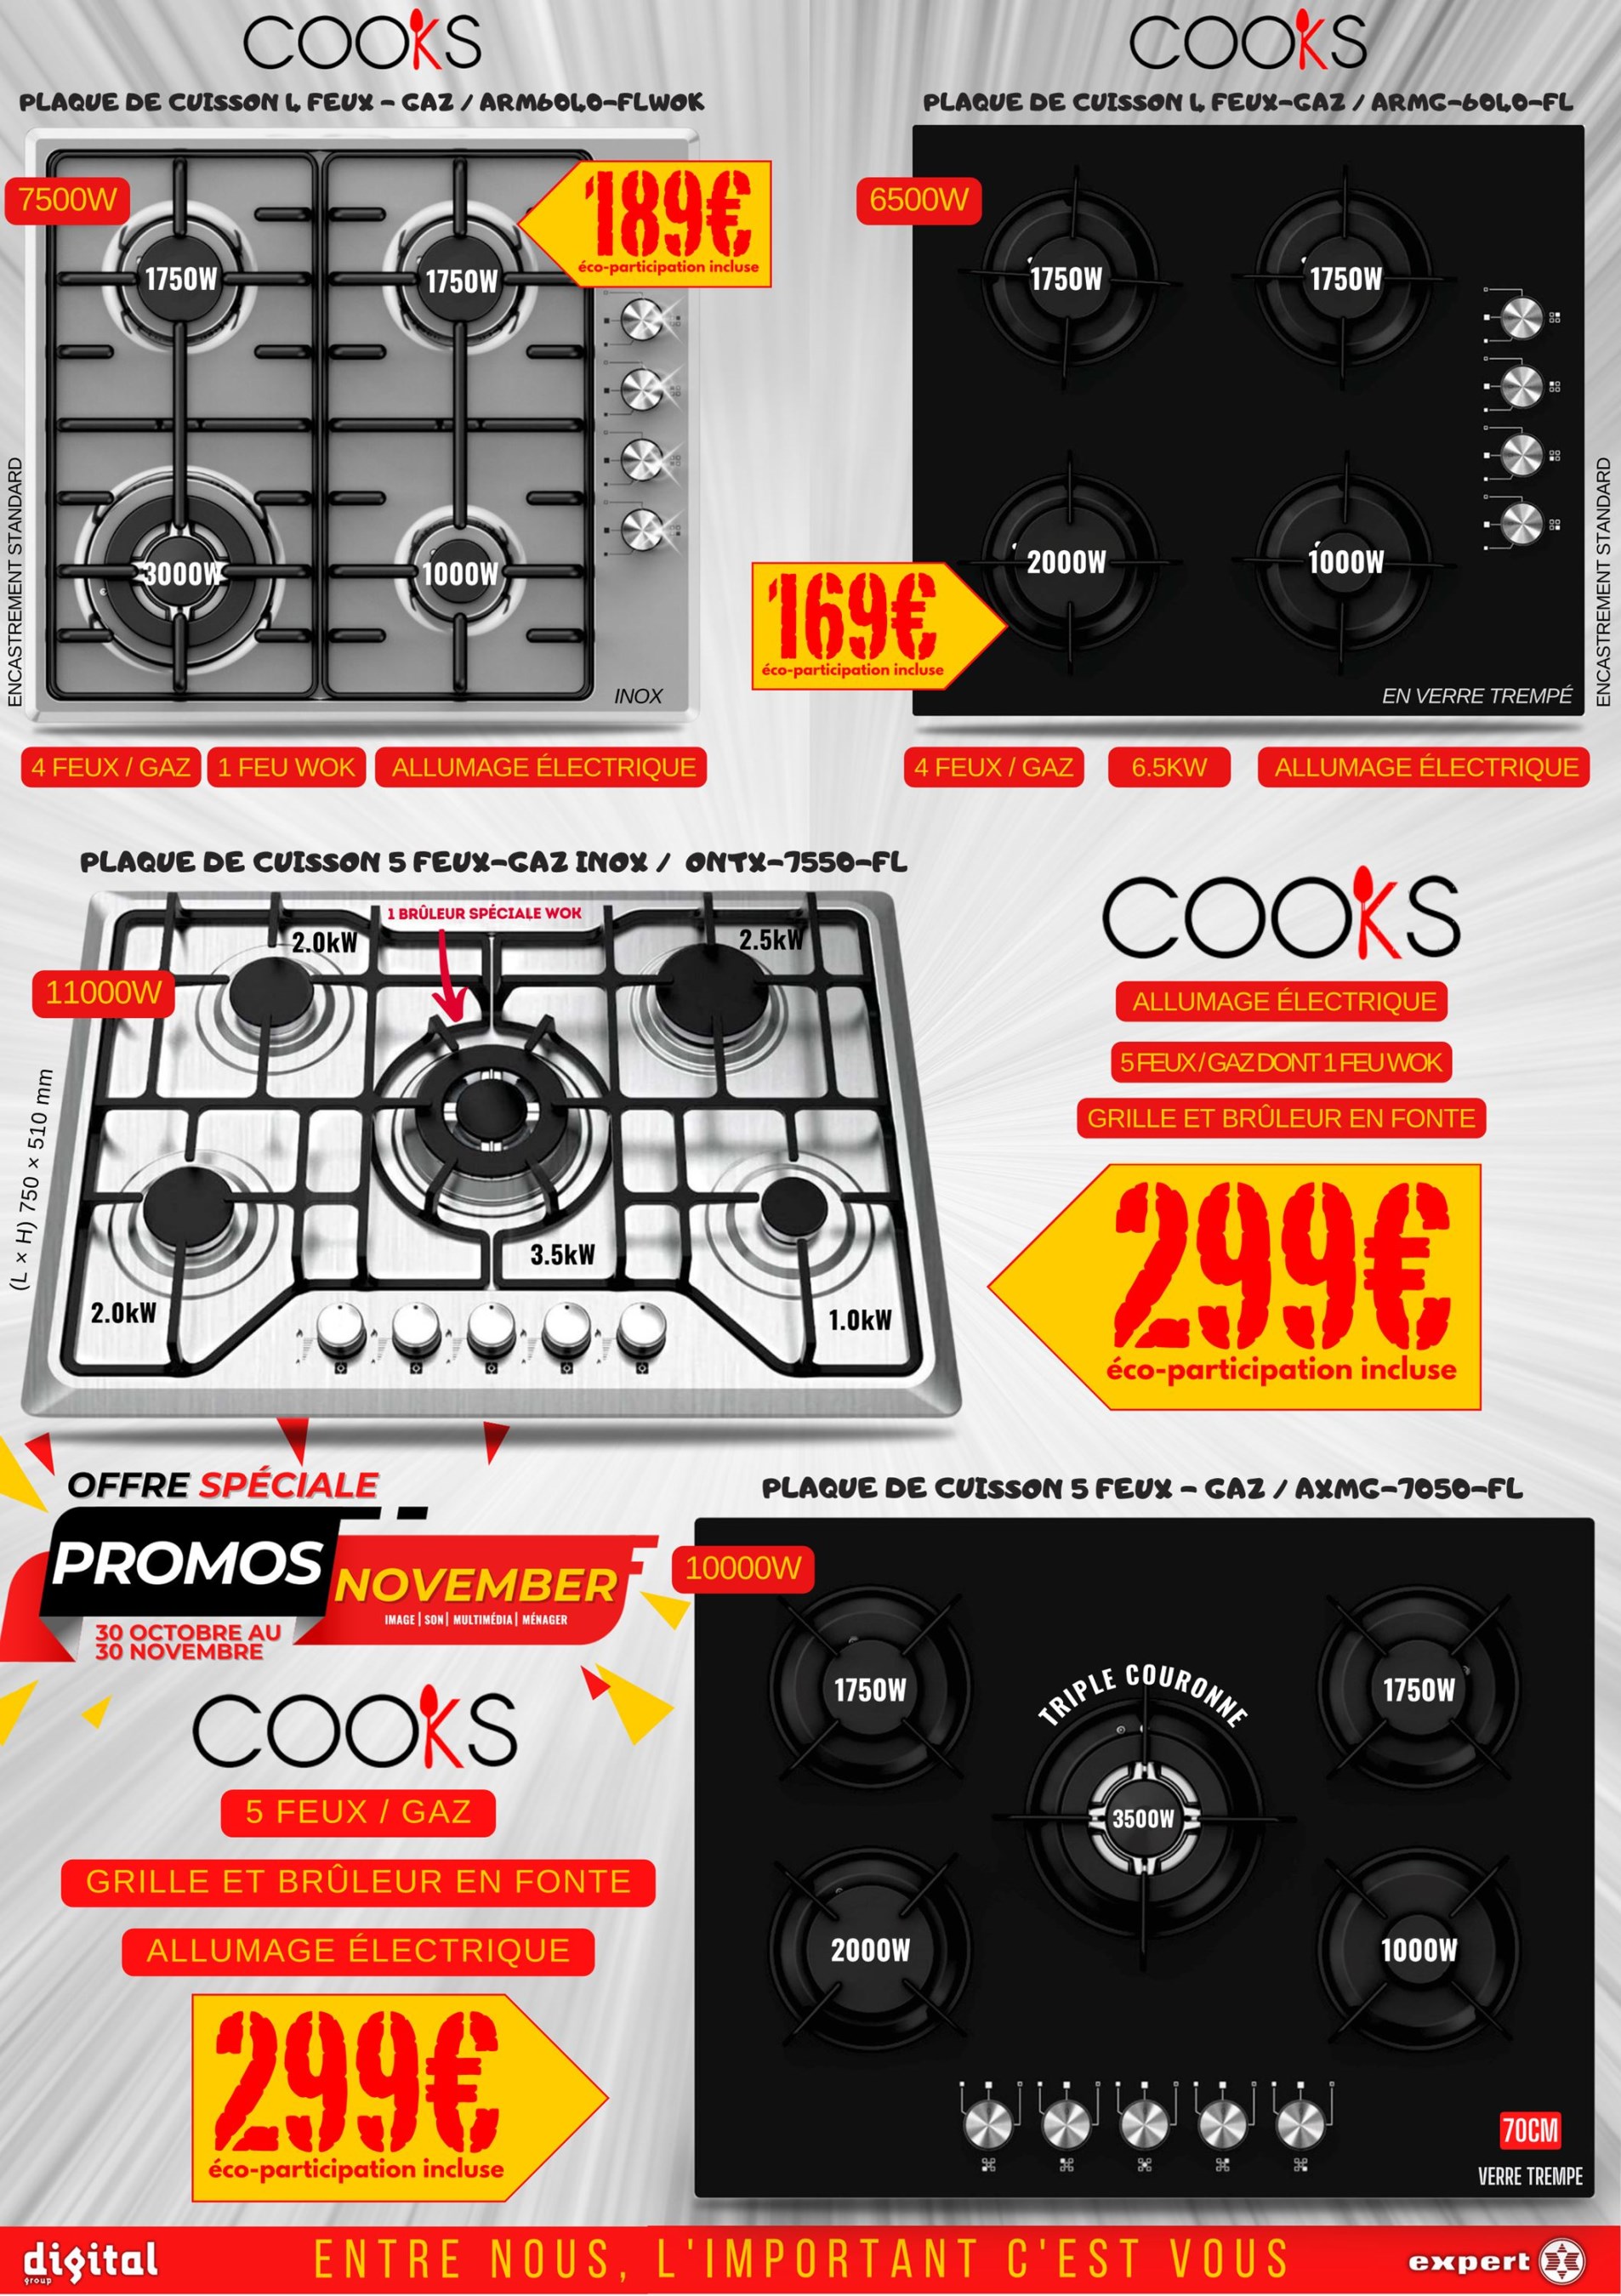 COOKS
PLAQUE DE CUISSON 4 FEUX - GAZ / ARM6040-FLWOK
7500W
1750W
1750W
189€
éco-participation incluse
3000W
1000W
ENCASTREMENT STANDARD
INOX
4 FEUX / GAZ
1 FEU WOK
ALLUMAGE ÉLECTRIQUE
COOKS
PLAQUE DE CUISSON 4 FEUX-GAZ / ARMG-6040-FL
6500W
1750W
1750W
2000W
1000W
169€
éco-participation incluse
ENCASTREMENT STANDARD
EN VERRE TREMPÉ
4 FEUX / GAZ
6.5KW
ALLUMAGE ÉLECTRIQUE
PLAQUE DE CUISSON 5 FEUX-GAZ INOX / ONTX-7550-FL
1 BRÛLEUR SPÉCIALE WOK
2.0kW
2.5kW
11000W
(L × H) 750 × 510 mm
3.5kW
2.0kW
1.0kW
COOKS
ALLUMAGE ÉLECTRIQUE
5 FEUX / GAZ DONT 1 FEU WOK
GRILLE ET BRÛLEUR EN FONTE
299€
éco-participation incluse
OFFRE SPÉCIALE
PROMOS
NOVEMBER
IMAGE | SON | MULTIMÉDIA | MÉNAGER
30 OCTOBRE AU
30 NOVEMBRE
COOKS
5 FEUX / GAZ
GRILLE ET BRÛLEUR EN FONTE
ALLUMAGE ÉLECTRIQUE
299€
éco-participation incluse
PLAQUE DE CUISSON 5 FEUX - GAZ / AXMG-7050-FL
10000W
1750W
TRIPLE COURONNE
1750W
3500W
2000W
1000W
70CM
VERRE TREMPE
digital
group
ENTRE NOUS, L'IMPORTANT C'EST VOUS
expert